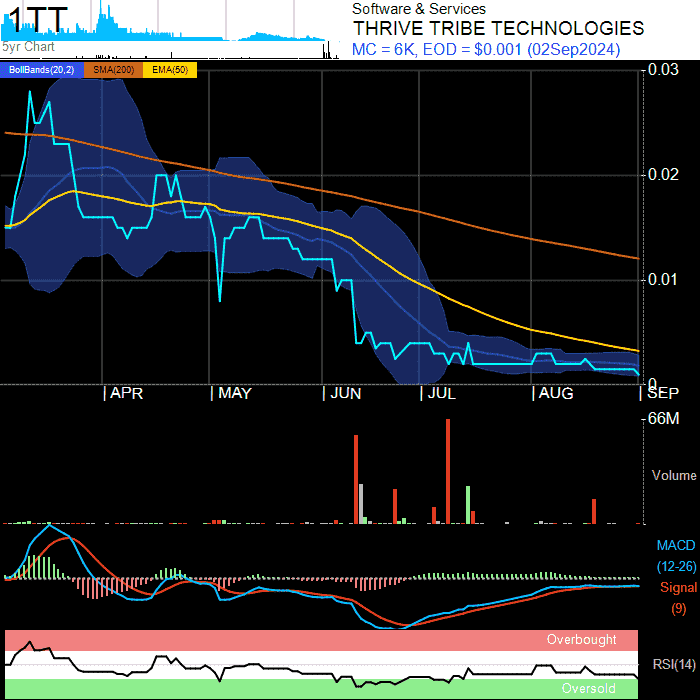 1TT
5yr Chart
Software & Services
THRIVE TRIBE TECHNOLOGIES
MC = 6K, EOD = $0.001 (02Sep2024)
BollBands(20,2) SMA(200) EMA(50)
0.03
0.02
0.01
0
APR MAY JUN JUL AUG SEP
66M
Volume
MACD
(12-26)
Signal
(9)
Overbought
RSI(14)
Oversold